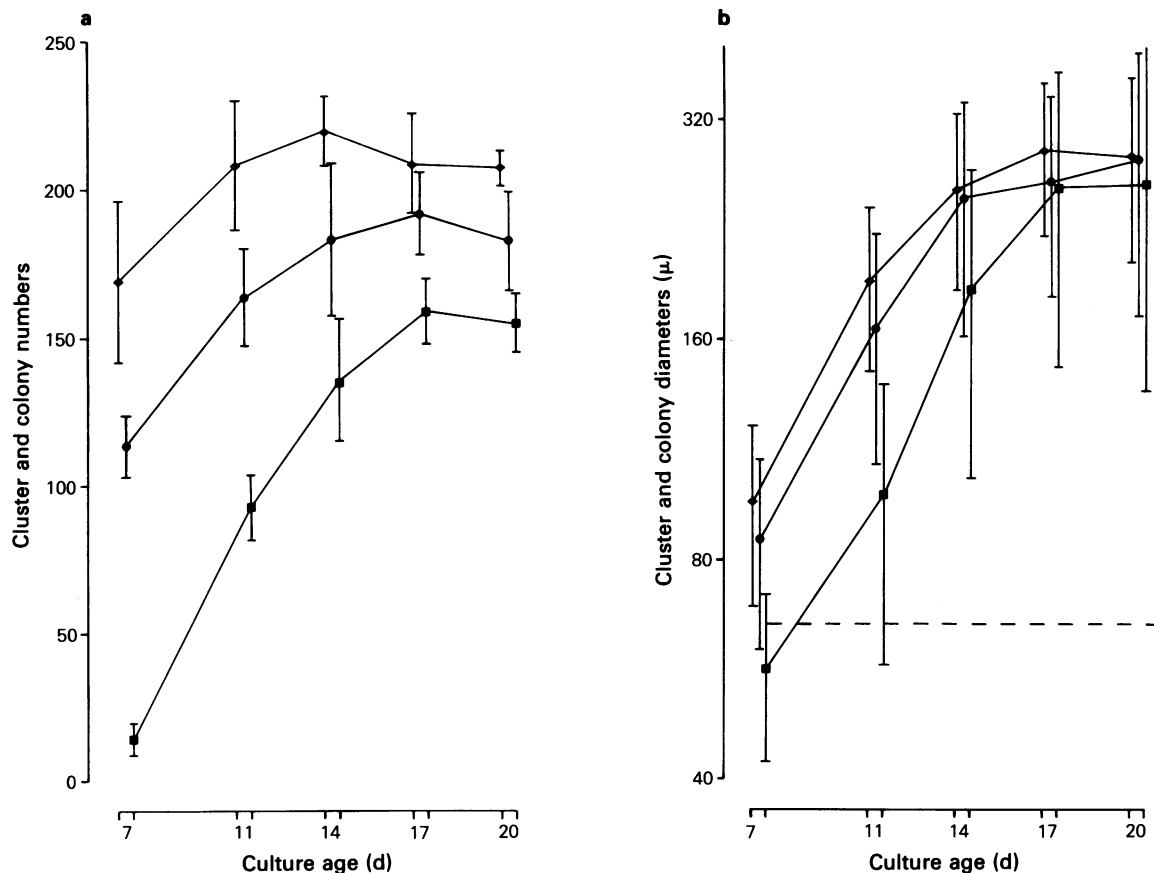 a
250
200
150
100
50
0
Cluster and colony numbers
7 11 14 17 20
Culture age (d)
b
320
160
80
40
Cluster and colony diameters (μ)
7 11 14 17 20
Culture age (d)